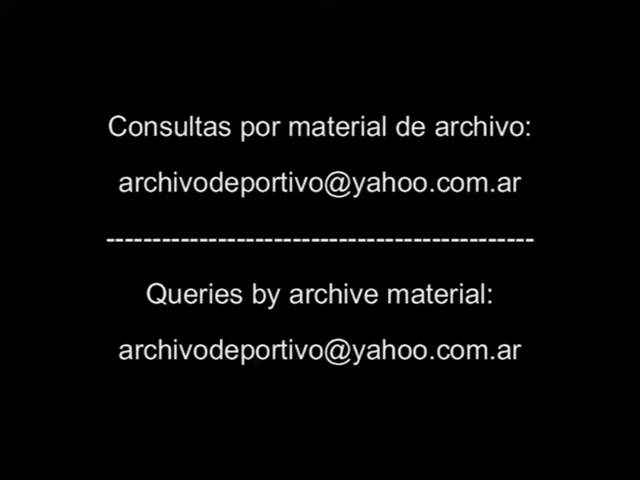 Consultas por material de archivo:
archivodeportivo@yahoo.com.ar
-----------------------------------------------
Queries by archive material:
archivodeportivo@yahoo.com.ar